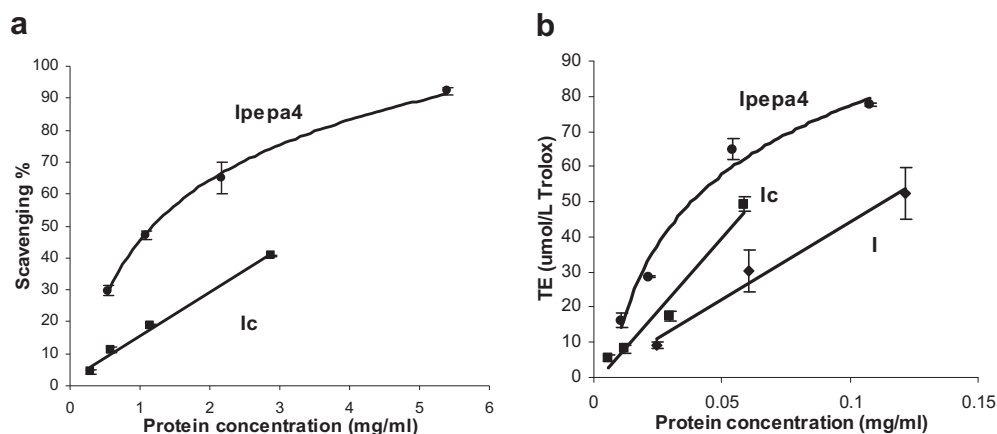 a
Scavenging %
100
90
80
70
60
50
40
30
20
10
0
Ipepa4
Ic
0 1 2 3 4 5 6
Protein concentration (mg/ml)
b
TE (umol/L Trolox)
90
80
70
60
50
40
30
20
10
0
Ipepa4
Ic
I
0 0.05 0.1 0.15
Protein concentration (mg/ml)